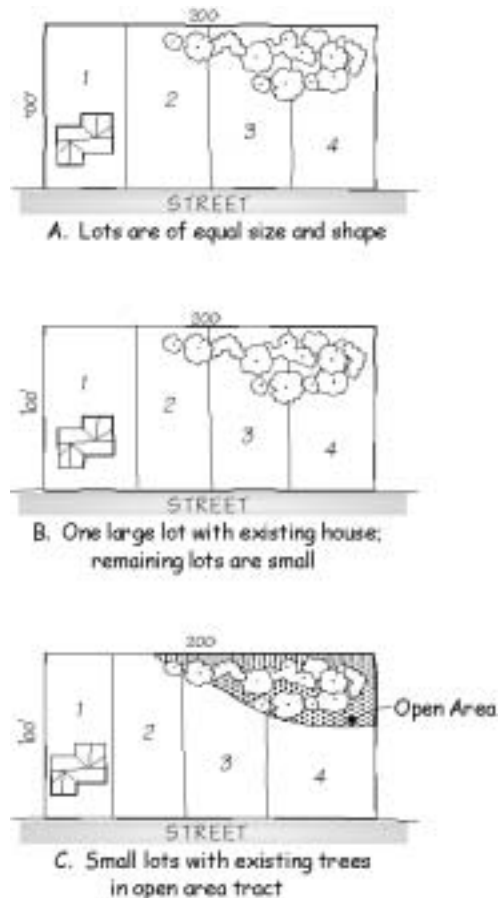 200
100'
1
2
3
4
STREET
A. Lots are of equal size and shape
200
100'
1
2
3
4
STREET
B. One large lot with existing house;
remaining lots are small
200
100'
1
2
3
4
Open Area
STREET
C. Small lots with existing trees
in open area tract